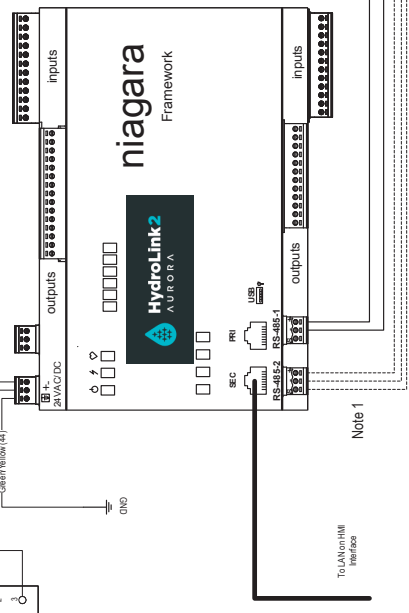 inputs
inputs
niagara
Framework
HydroLink2
AURORA
outputs
outputs
USB
PRI
RS-485-1
SEC
RS-485-2
+ -
24VAC/DC
Green/Yellow (44)
GND
Note 1
To LAN on HMI
Interface
3